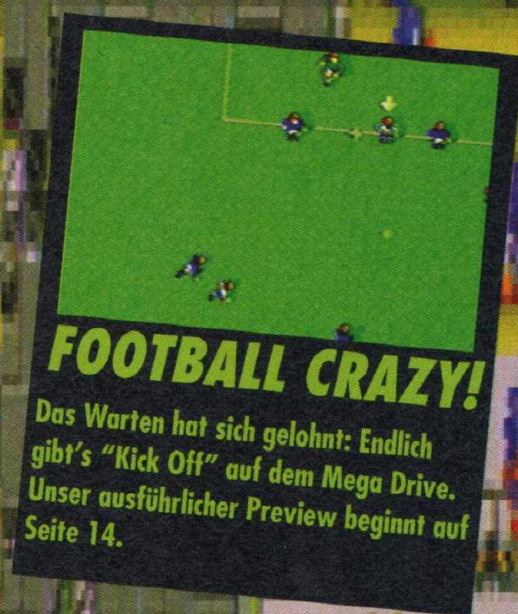 FOOTBALL CRAZY!
Das Warten hat sich gelohnt: Endlich
gibt's "Kick Off" auf dem Mega Drive.
Unser ausführlicher Preview beginnt auf
Seite 14.